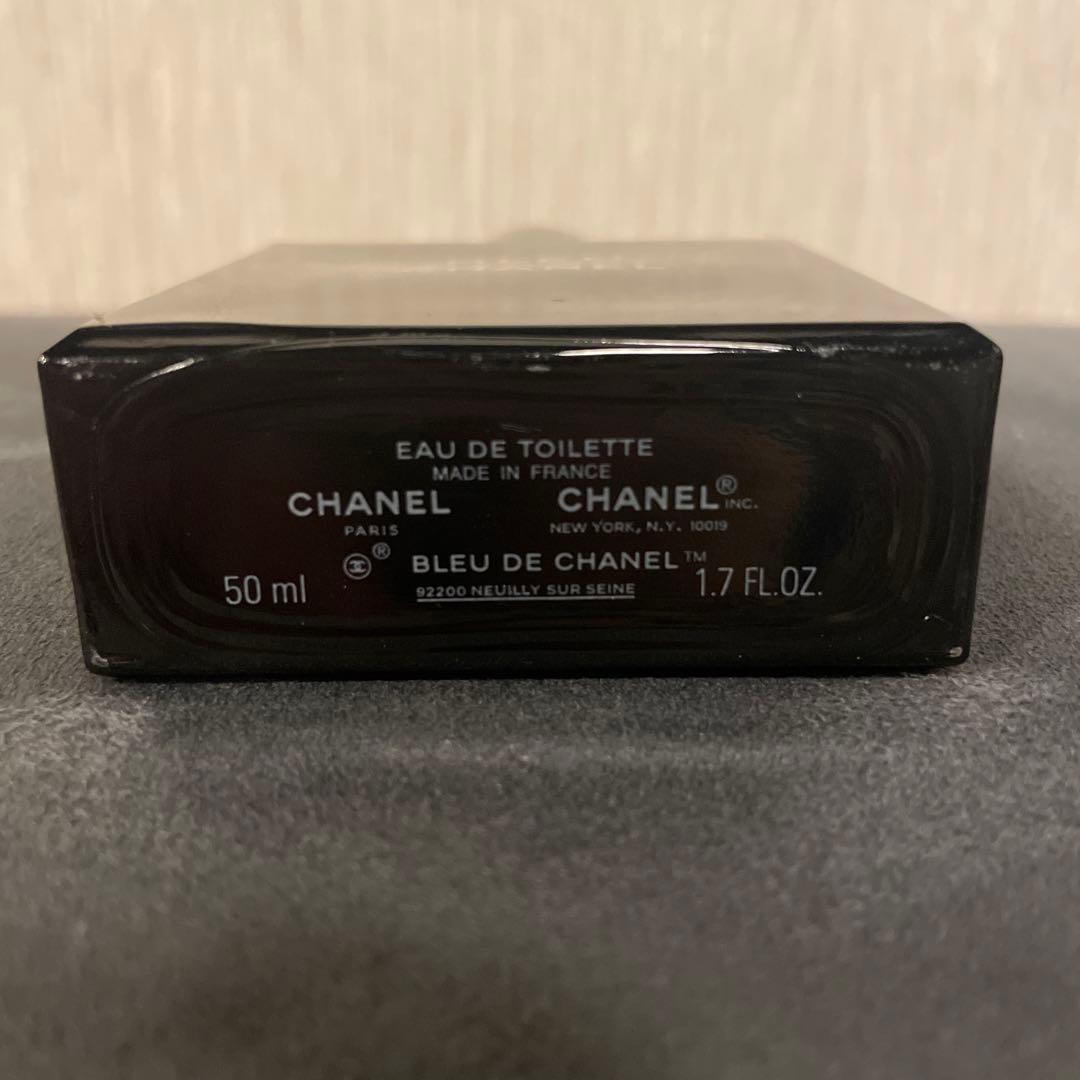 EAU DE TOILETTE
MADE IN FRANCE
CHANEL CHANEL® INC.
PARIS NEW YORK, N.Y. 10019
® BLEU DE CHANEL™
50 ml 92200 NEUILLY SUR SEINE 1.7 FL.OZ.